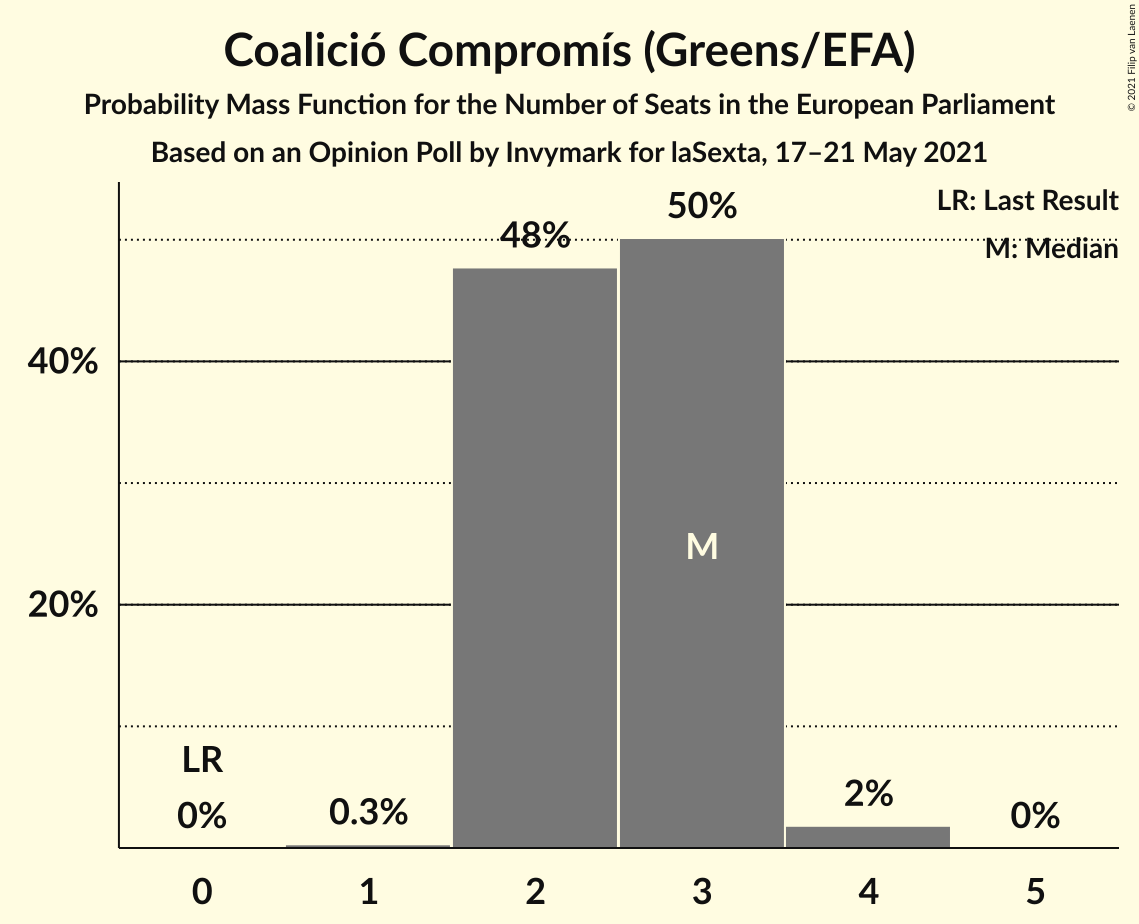 Coalició Compromís (Greens/EFA)
Probability Mass Function for the Number of Seats in the European Parliament
Based on an Opinion Poll by Invymark for laSexta, 17–21 May 2021
© 2021 Filip van Laenen
LR: Last Result
M: Median
50%
48%
40%
M
20%
LR
0%
0.3%
2%
0%
0 1 2 3 4 5